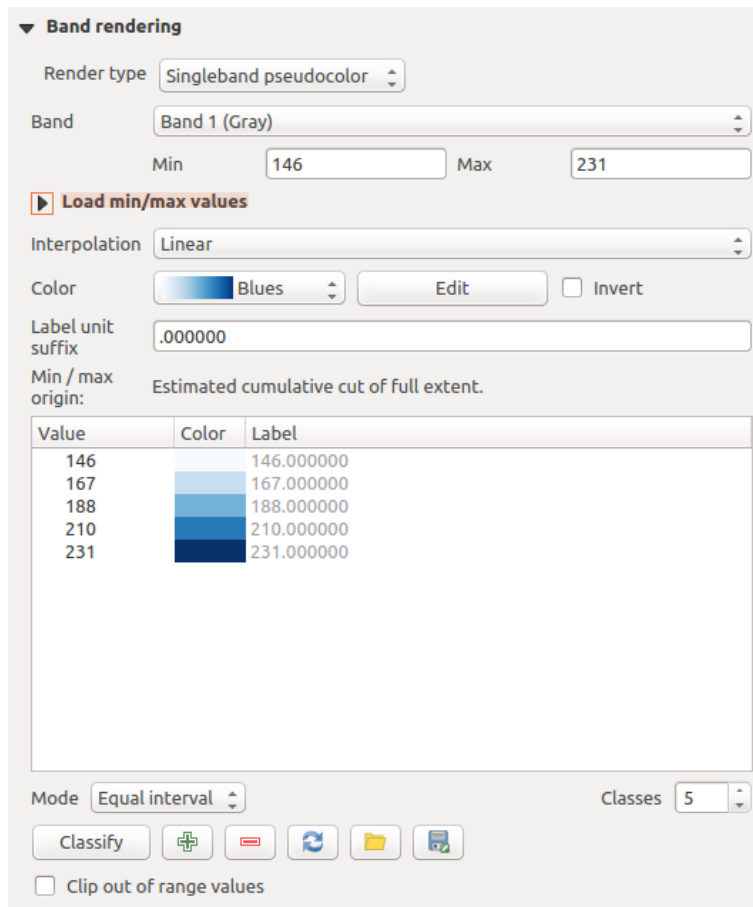 Band rendering
Render type Singleband pseudocolor
Band Band 1 (Gray)
Min 146 Max 231
Load min/max values
Interpolation Linear
Color Blues Edit Invert
Label unit
suffix .000000
Min / max
origin: Estimated cumulative cut of full extent.
Value Color Label
146 146.000000
167 167.000000
188 188.000000
210 210.000000
231 231.000000
Mode Equal interval Classes 5
Classify
Clip out of range values